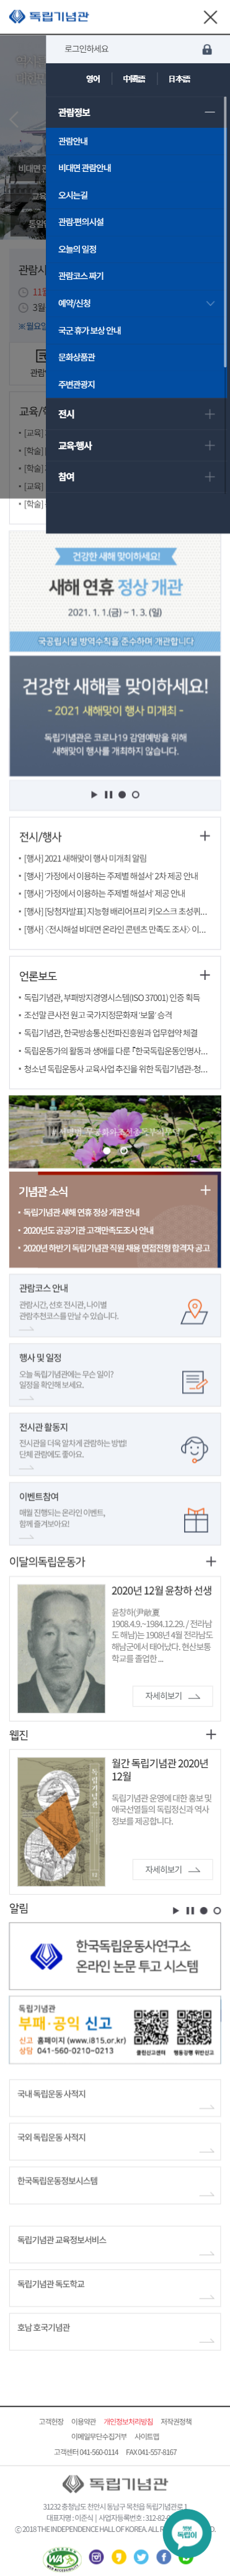 독립기념관
로그인하세요
영어 中國語 日本語
관람정보
관람안내
비대면 관람안내
오시는길
관람·편의시설
오늘의 일정
관람코스 짜기
예약/신청
국군 휴가 보상 안내
문화상품관
주변관광지
전시
교육·행사
참여
건강한 새해 맞이하세요!
새해 연휴 정상 개관
2021. 1. 1.(금) ~ 1. 3.(일)
국공립시설 방역수칙을 준수하며 개관합니다
건강한 새해를 맞이하세요!
- 2021 새해맞이 행사 미개최 -
독립기념관은 코로나19 감염예방을 위해
새해맞이 행사를 개최하지 않습니다.
전시/행사
[행사] 2021 새해맞이 행사 미개최 알림
[행사] '가정에서 이용하는 주제별 해설서' 2차 제공 안내
[행사] '가정에서 이용하는 주제별 해설서' 제공 안내
[행사] [당첨자발표] 지능형 배리어프리 키오스크 초성퀴...
[행사] <전시해설 비대면 온라인 콘텐츠 만족도 조사> 이...
언론보도
독립기념관, 부패방지경영시스템(ISO 37001) 인증 획득
조선말 큰사전 원고 국가지정문화재 '보물' 승격
독립기념관, 한국방송통신전파진흥원과 업무협약 체결
독립운동가의 활동과 생애를 다룬 『한국독립운동인명사...
청소년 독립운동사 교육사업 추진을 위한 독립기념관-청...
기념관 소식
독립기념관 새해 연휴 정상 개관 안내
2020년도 공공기관 고객만족도조사 안내
2020년 하반기 독립기념관 직원 채용 면접전형 합격자 공고
관람코스 안내
관람시간, 선호 전시관, 나이별
관람추천코스를 만날 수 있습니다.
행사 및 일정
오늘 독립기념관에는 무슨 일이?
일정을 확인해 보세요.
전시관 활동지
전시관을 더욱 알차게 관람하는 방법!
단체 관람에도 좋아요.
이벤트참여
매월 진행되는 온라인 이벤트,
함께 즐겨보아요!
이달의독립운동가
2020년 12월 윤창하 선생
1908.4.9.~1984.12.29. / 전라남
도 해남)는 1908년 4월 전라남도
해남군에서 태어났다. 현산보통
학교를 졸업한 ...
자세히보기
웹진
월간 독립기념관 2020년
12월
독립기념관 운영에 대한 홍보 및
애국선열들의 독립정신과 역사
정보를 제공합니다.
자세히보기
알림
한국독립운동사연구소
온라인 논문 투고 시스템
독립기념관
부패·공익 신고
신고 홈페이지 (www.i815.or.kr)
상담 041-560-0210~0213
클린신고센터 행동강령 위반신고
국내 독립운동 사적지
국외 독립운동 사적지
한국독립운동정보시스템
독립기념관 교육정보서비스
독립기념관 독도학교
호남 호국기념관
고객헌장 이용약관 개인정보처리방침 저작권정책
이메일무단수집거부 사이트맵
고객센터 041-560-0114 FAX 041-557-8167
독립기념관
31232 충청남도 천안시 동남구 목천읍 독립기념관로 1
대표자명 : 이준식 | 사업자등록번호 : 312-82-
ⓒ 2018 THE INDEPENDENCE HALL OF KOREA. ALL
WA